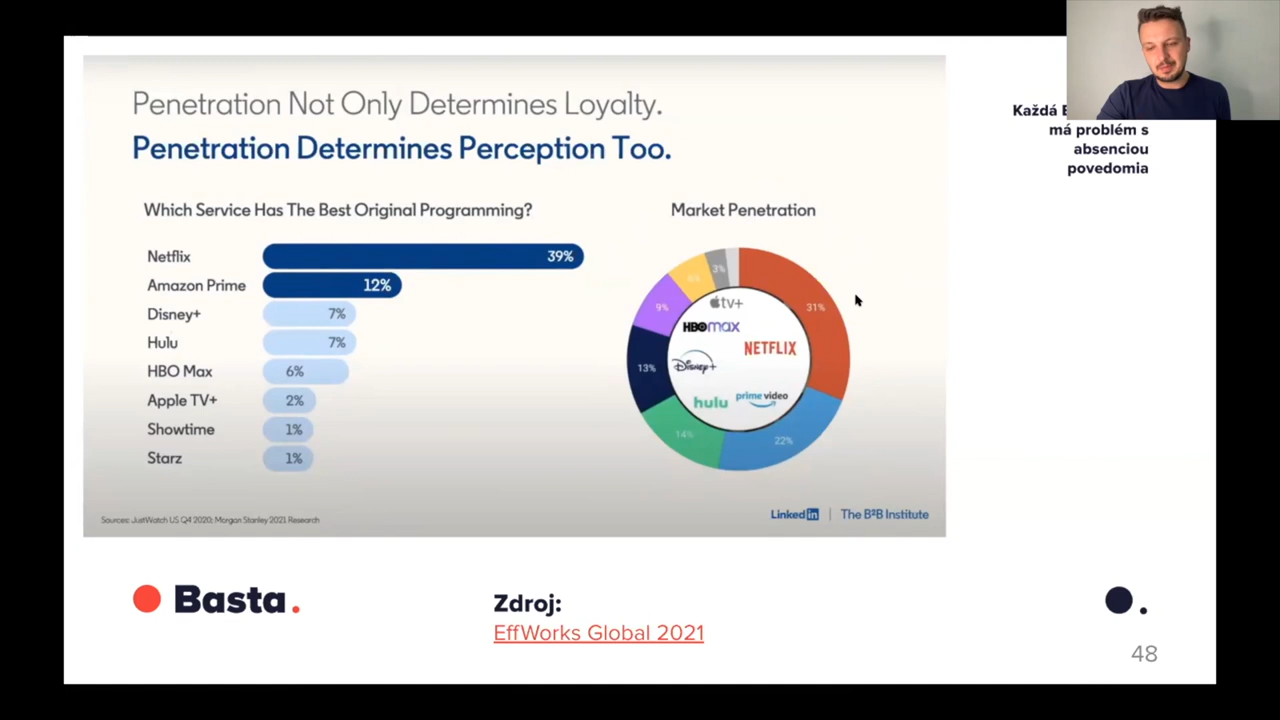 Penetration Not Only Determines Loyalty.
Penetration Determines Perception Too.
Každá
má problém s
absenciou
povedomia
Which Service Has The Best Original Programming?
Netflix 39%
Amazon Prime 12%
Disney+ 7%
Hulu 7%
HBO Max 6%
Apple TV+ 2%
Showtime 1%
Starz 1%
Market Penetration
3%
31%
9%
13%
14%
22%
tv+
HBOmax
NETFLIX
Disney+
hulu
prime video
Sources: JustWatch US Q4 2020; Morgan Stanley 2021 Research
Linked in | The B²B Institute
Basta.
Zdroj:
EffWorks Global 2021
48